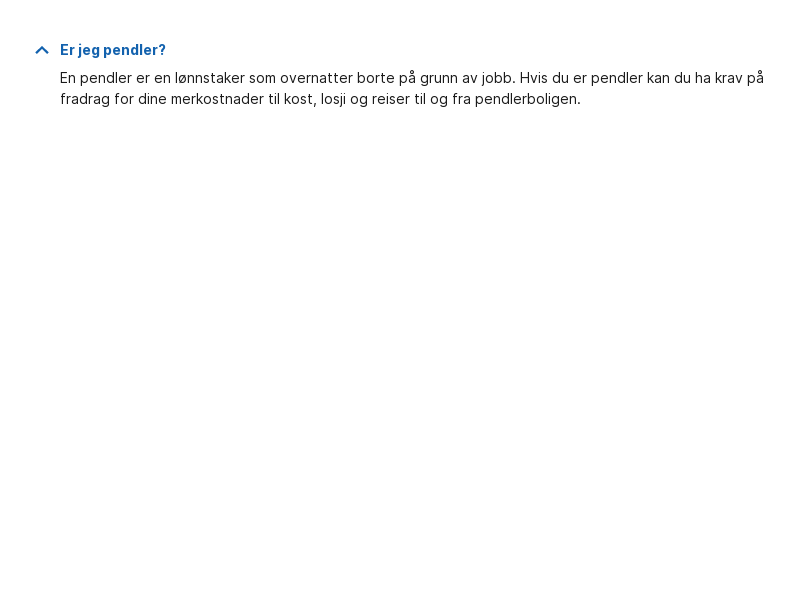 Er jeg pendler?
En pendler er en lønnstaker som overnatter borte på grunn av jobb. Hvis du er pendler kan du ha krav på
fradrag for dine merkostnader til kost, losji og reiser til og fra pendlerboligen.